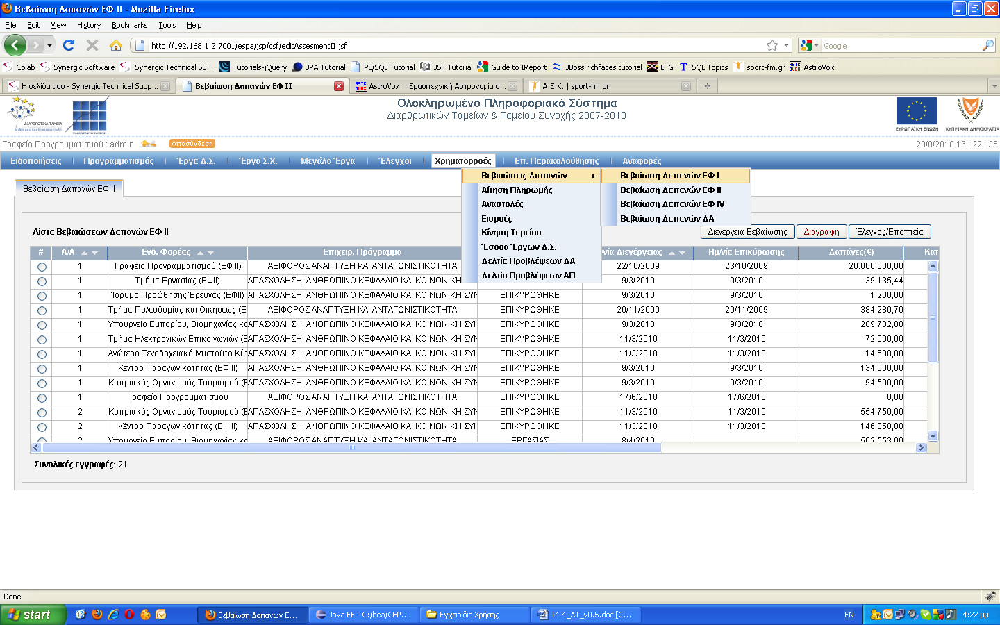 Βεβαίωση Δαπανών ΕΦ ΙΙ - Mozilla Firefox
File Edit View History Bookmarks Tools Help
http://192.168.1.2:7001/espa/jsp/csf/editAssesmentII.jsf
Google
Colab Synergic Software Synergic Technical Su... Tutorials-jQuery JPA Tutorial PL/SQL Tutorial JSF Tutorial Guide to IReport JBoss richfaces tutorial LFG SQL Topics sport-fm.gr AstroVox
Η σελίδα μου - Synergic Technical Supp... Βεβαίωση Δαπανών ΕΦ ΙΙ AstroVox :: Ερασιτεχνική Αστρονομία σ... Α.Ε.Κ. | sport-fm.gr
Ολοκληρωμένο Πληροφοριακό Σύστημα
Διαρθρωτικών Ταμείων & Ταμείου Συνοχής 2007-2013
ΔΙΑΡΘΡΩΤΙΚΑ ΤΑΜΕΙΑ
ΕΥΡΩΠΑΪΚΗ ΕΝΩΣΗ ΚΥΠΡΙΑΚΗ ΔΗΜΟΚΡΑΤΙΑ
Γραφείο Προγραμματισμού : admin Αποσύνδεση 23/8/2010 16 : 22 : 35
Ειδοποιήσεις Προγραμματισμός Έργα Δ.Σ. Έργα Σ.Χ. Μεγάλα Έργα Έλεγχοι Χρηματορροές Επ. Παρακολούθησης Αναφορές
Βεβαιώσεις Δαπανών Βεβαίωση Δαπανών ΕΦ Ι
Βεβαίωση Δαπανών ΕΦ ΙΙ Αίτηση Πληρωμής Βεβαίωση Δαπανών ΕΦ ΙΙ
Αναστολές Βεβαίωση Δαπανών ΕΦ IV
Εισροές Βεβαίωση Δαπανών ΔΑ
Λίστα Βεβαιώσεων Δαπανών ΕΦ ΙΙ Κίνηση Ταμείου Διενέργεια Βεβαίωσης Διαγραφή Έλεγχος/Εποπτεία
Έσοδα Έργων Δ.Σ.
Δελτία Προβλέψεων ΔΑ
Δελτίο Προβλέψεων ΑΠ
# Α/Α Ενδ. Φορέας Επιχειρ. Πρόγραμμα /νία Διενέργειας Ημ/νία Επικύρωσης Δαπάνες(€) Κατ
1 Γραφείο Προγραμματισμού (ΕΦ ΙΙ) ΑΕΙΦΟΡΟΣ ΑΝΑΠΤΥΞΗ ΚΑΙ ΑΝΤΑΓΩΝΙΣΤΙΚΟΤΗΤΑ 22/10/2009 23/10/2009 20.000.000,00
1 Τμήμα Εργασίας (ΕΦΙΙ) ΑΠΑΣΧΟΛΗΣΗ, ΑΝΘΡΩΠΙΝΟ ΚΕΦΑΛΑΙΟ ΚΑΙ ΚΟΙΝΩΝΙΚΗ 9/3/2010 9/3/2010 39.135,44
1 Ίδρυμα Προώθησης Έρευνας (ΕΦΙΙ) ΑΠΑΣΧΟΛΗΣΗ, ΑΝΘΡΩΠΙΝΟ ΚΕΦΑΛΑΙΟ ΚΑΙ ΚΟΙΝΩΝΙΚΗ ΣΥΝ ΕΠΙΚΥΡΩΘΗΚΕ 9/3/2010 9/3/2010 1.200,00
1 Τμήμα Πολεοδομίας και Οικήσεως (Ε ΑΕΙΦΟΡΟΣ ΑΝΑΠΤΥΞΗ ΚΑΙ ΑΝΤΑΓΩΝΙΣΤΙΚΟΤΗΤΑ ΕΠΙΚΥΡΩΘΗΚΕ 20/11/2009 20/11/2009 384.280,70
1 Υπουργείο Εμπορίου, Βιομηχανίας κα ΑΠΑΣΧΟΛΗΣΗ, ΑΝΘΡΩΠΙΝΟ ΚΕΦΑΛΑΙΟ ΚΑΙ ΚΟΙΝΩΝΙΚΗ ΣΥΝ ΕΠΙΚΥΡΩΘΗΚΕ 9/3/2010 9/3/2010 289.702,00
1 Τμήμα Ηλεκτρονικών Επικοινωνιών (Ε ΑΠΑΣΧΟΛΗΣΗ, ΑΝΘΡΩΠΙΝΟ ΚΕΦΑΛΑΙΟ ΚΑΙ ΚΟΙΝΩΝΙΚΗ ΣΥΝ ΕΠΙΚΥΡΩΘΗΚΕ 11/3/2010 11/3/2010 72.000,00
1 Ανώτερο Ξενοδοχειακό Ινστιτούτο Κύπ ΑΠΑΣΧΟΛΗΣΗ, ΑΝΘΡΩΠΙΝΟ ΚΕΦΑΛΑΙΟ ΚΑΙ ΚΟΙΝΩΝΙΚΗ ΣΥΝ ΕΠΙΚΥΡΩΘΗΚΕ 11/3/2010 11/3/2010 14.500,00
1 Κέντρο Παραγωγικότητας (ΕΦ ΙΙ) ΑΠΑΣΧΟΛΗΣΗ, ΑΝΘΡΩΠΙΝΟ ΚΕΦΑΛΑΙΟ ΚΑΙ ΚΟΙΝΩΝΙΚΗ ΣΥΝ ΕΠΙΚΥΡΩΘΗΚΕ 9/3/2010 9/3/2010 134.000,00
1 Κυπριακός Οργανισμός Τουρισμού (Ε ΑΠΑΣΧΟΛΗΣΗ, ΑΝΘΡΩΠΙΝΟ ΚΕΦΑΛΑΙΟ ΚΑΙ ΚΟΙΝΩΝΙΚΗ ΣΥΝ ΕΠΙΚΥΡΩΘΗΚΕ 9/3/2010 9/3/2010 94.500,00
1 Γραφείο Προγραμματισμού ΑΕΙΦΟΡΟΣ ΑΝΑΠΤΥΞΗ ΚΑΙ ΑΝΤΑΓΩΝΙΣΤΙΚΟΤΗΤΑ ΕΠΙΚΥΡΩΘΗΚΕ 17/6/2010 17/6/2010 0,00
2 Κυπριακός Οργανισμός Τουρισμού (Ε ΑΠΑΣΧΟΛΗΣΗ, ΑΝΘΡΩΠΙΝΟ ΚΕΦΑΛΑΙΟ ΚΑΙ ΚΟΙΝΩΝΙΚΗ ΣΥΝ ΕΠΙΚΥΡΩΘΗΚΕ 11/3/2010 11/3/2010 554.750,00
2 Κέντρο Παραγωγικότητας (ΕΦ ΙΙ) ΑΠΑΣΧΟΛΗΣΗ, ΑΝΘΡΩΠΙΝΟ ΚΕΦΑΛΑΙΟ ΚΑΙ ΚΟΙΝΩΝΙΚΗ ΣΥΝ ΕΠΙΚΥΡΩΘΗΚΕ 11/3/2010 11/3/2010 146.050,00
2 Υπουργείο Εμπορίου, Βιομηχανίας κα ΑΕΙΦΟΡΟΣ ΑΝΑΠΤΥΞΗ ΚΑΙ ΑΝΤΑΓΩΝΙΣΤΙΚΟΤΗΤΑ ΕΡΓΑΣΙΑΣ 8/4/2010 562.553,00
Συνολικές εγγραφές: 21
Done
start Βεβαίωση Δαπανών Ε... Java EE - C:/bea/CFP... Εγχειρίδια Χρήσης T4-4_ΔΤ_v0.5.doc [C... EN 4:22 μμ